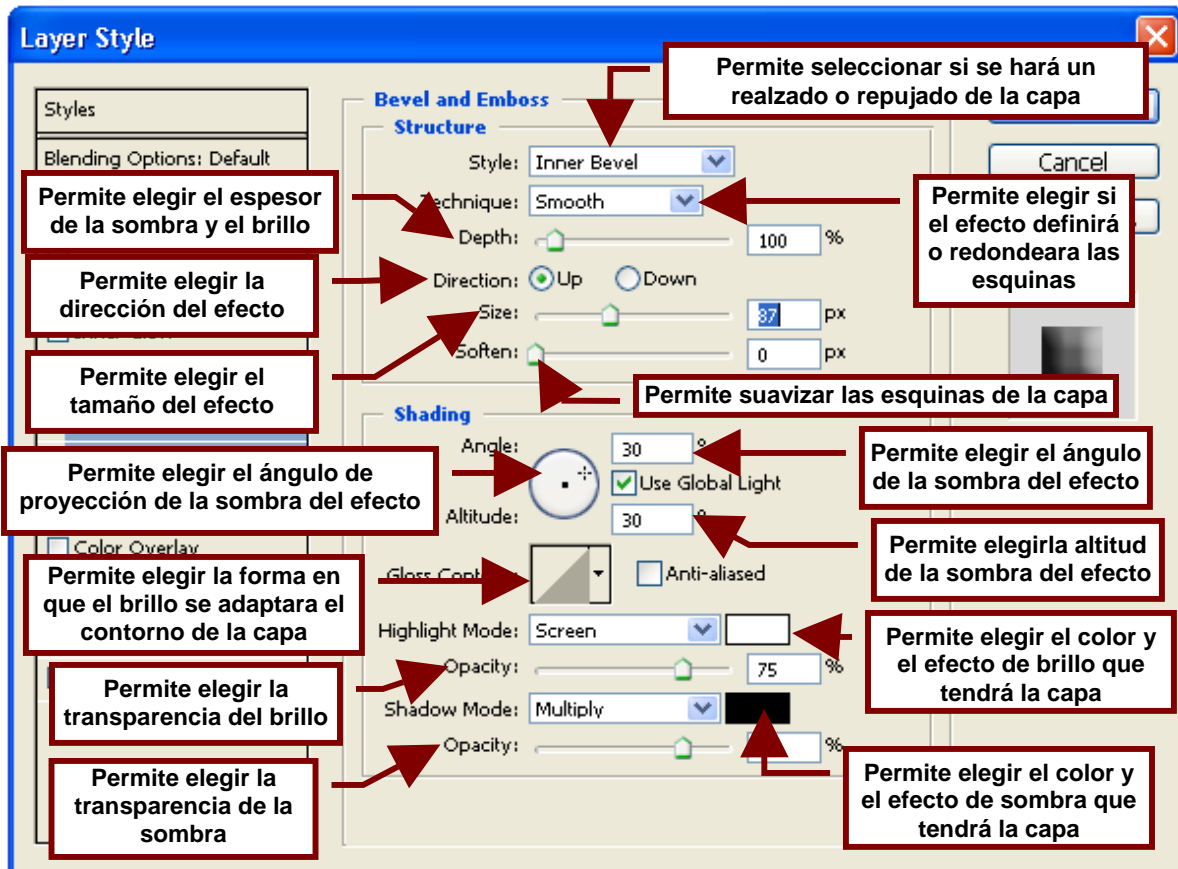 Layer Style
Permite seleccionar si se hará un
realzado o repujado de la capa
Styles
Blending Options: Default
Bevel and Emboss
Structure
Style: Inner Bevel
Cancel
Permite elegir el espesor
de la sombra y el brillo
Technique: Smooth
Permite elegir si
el efecto definirá
o redondeara las
esquinas
Depth: 100 %
Permite elegir la
dirección del efecto
Direction: Up Down
Size: 87 px
Permite elegir el
tamaño del efecto
Soften: 0 px
Permite suavizar las esquinas de la capa
Shading
Permite elegir el ángulo de
proyección de la sombra del efecto
Angle: 30
Use Global Light
Permite elegir el ángulo
de la sombra del efecto
Altitude: 30
Permite elegirla altitud
de la sombra del efecto
Color Overlay
Permite elegir la forma en
que el brillo se adaptara el
contorno de la capa
Gloss
Anti-aliased
Highlight Mode: Screen
Permite elegir el color y
el efecto de brillo que
tendrá la capa
Opacity: 75 %
Permite elegir la
transparencia del brillo
Shadow Mode: Multiply
Opacity: %
Permite elegir el color y
el efecto de sombra que
tendrá la capa
Permite elegir la
transparencia de la
sombra